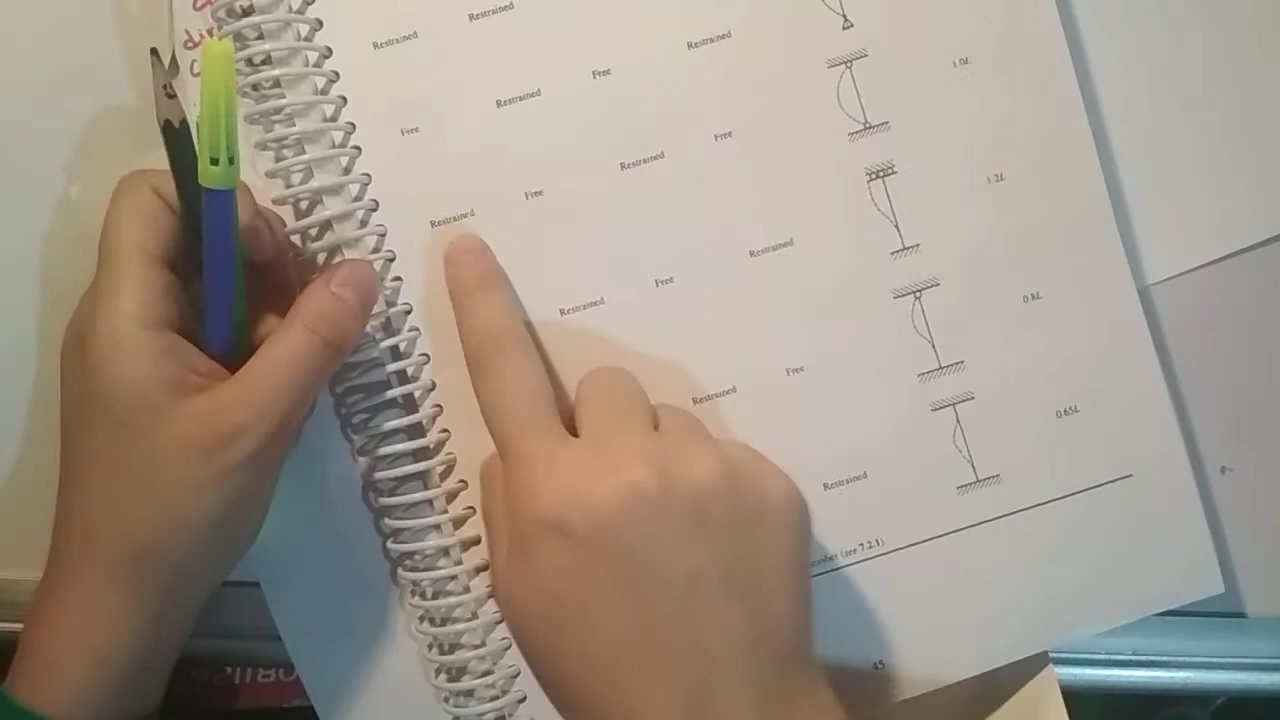 Restrained Restrained
Free Restrained Free Restrained
Restrained Free Restrained Free 1.0L
Restrained Free Restrained 1.2L
Restrained Free 0.8L
Restrained 0.65L
(see 7.2.1)
45